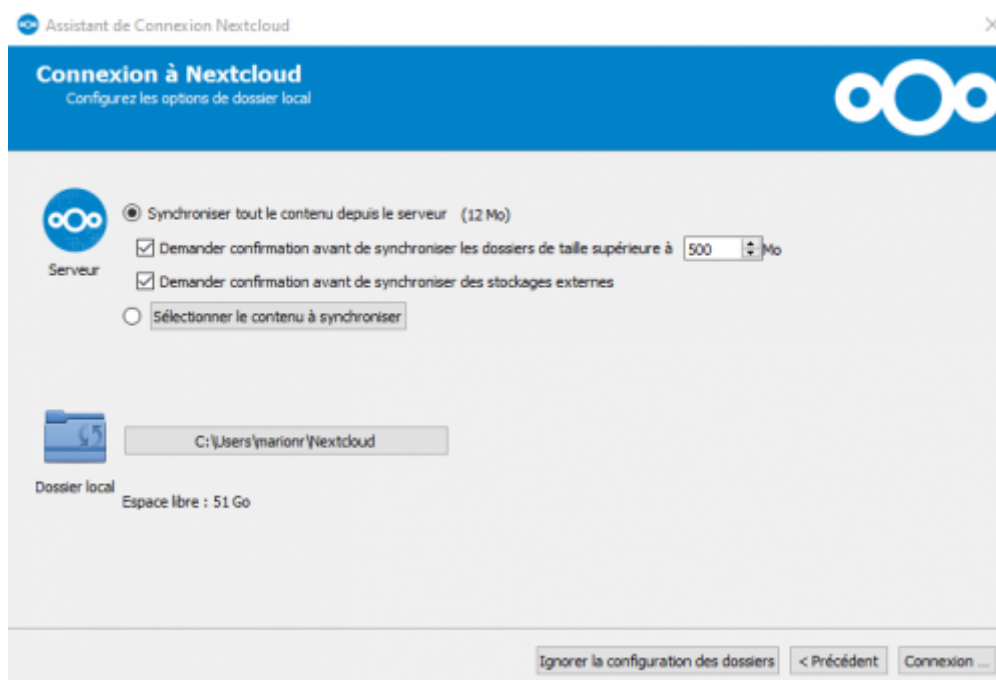 Assistant de Connexion Nextcloud
Connexion à Nextcloud
Configurez les options de dossier local
Synchroniser tout le contenu depuis le serveur (12 Mo)
Demander confirmation avant de synchroniser les dossiers de taille supérieure à 500 Mo
Serveur
Demander confirmation avant de synchroniser des stockages externes
Sélectionner le contenu à synchroniser
C:\Users\marionr\Nextcloud
Dossier local
Espace libre : 51 Go
Ignorer la configuration des dossiers < Précédent Connexion ...